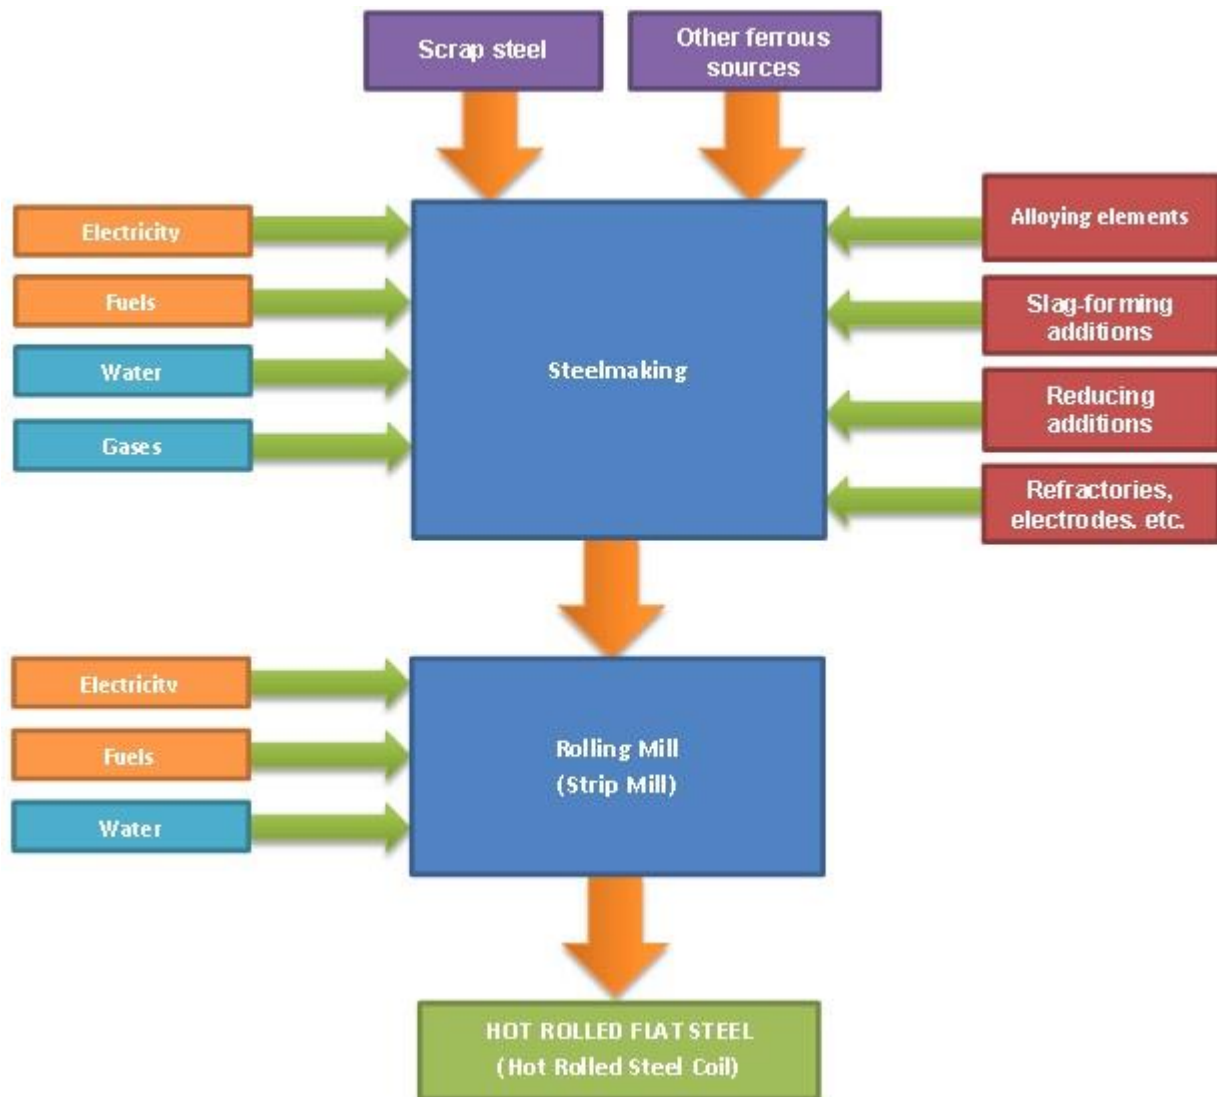 Scrap steel
Other ferrous
sources
Electricity
Fuels
Water
Gases
Steelmaking
Alloying elements
Slag-forming
additions
Reducing
additions
Refractories,
electrodes. etc.
Electricity
Fuels
Water
Rolling Mill
(Strip Mill)
HOT ROLLED FLAT STEEL
(Hot Rolled Steel Coil)